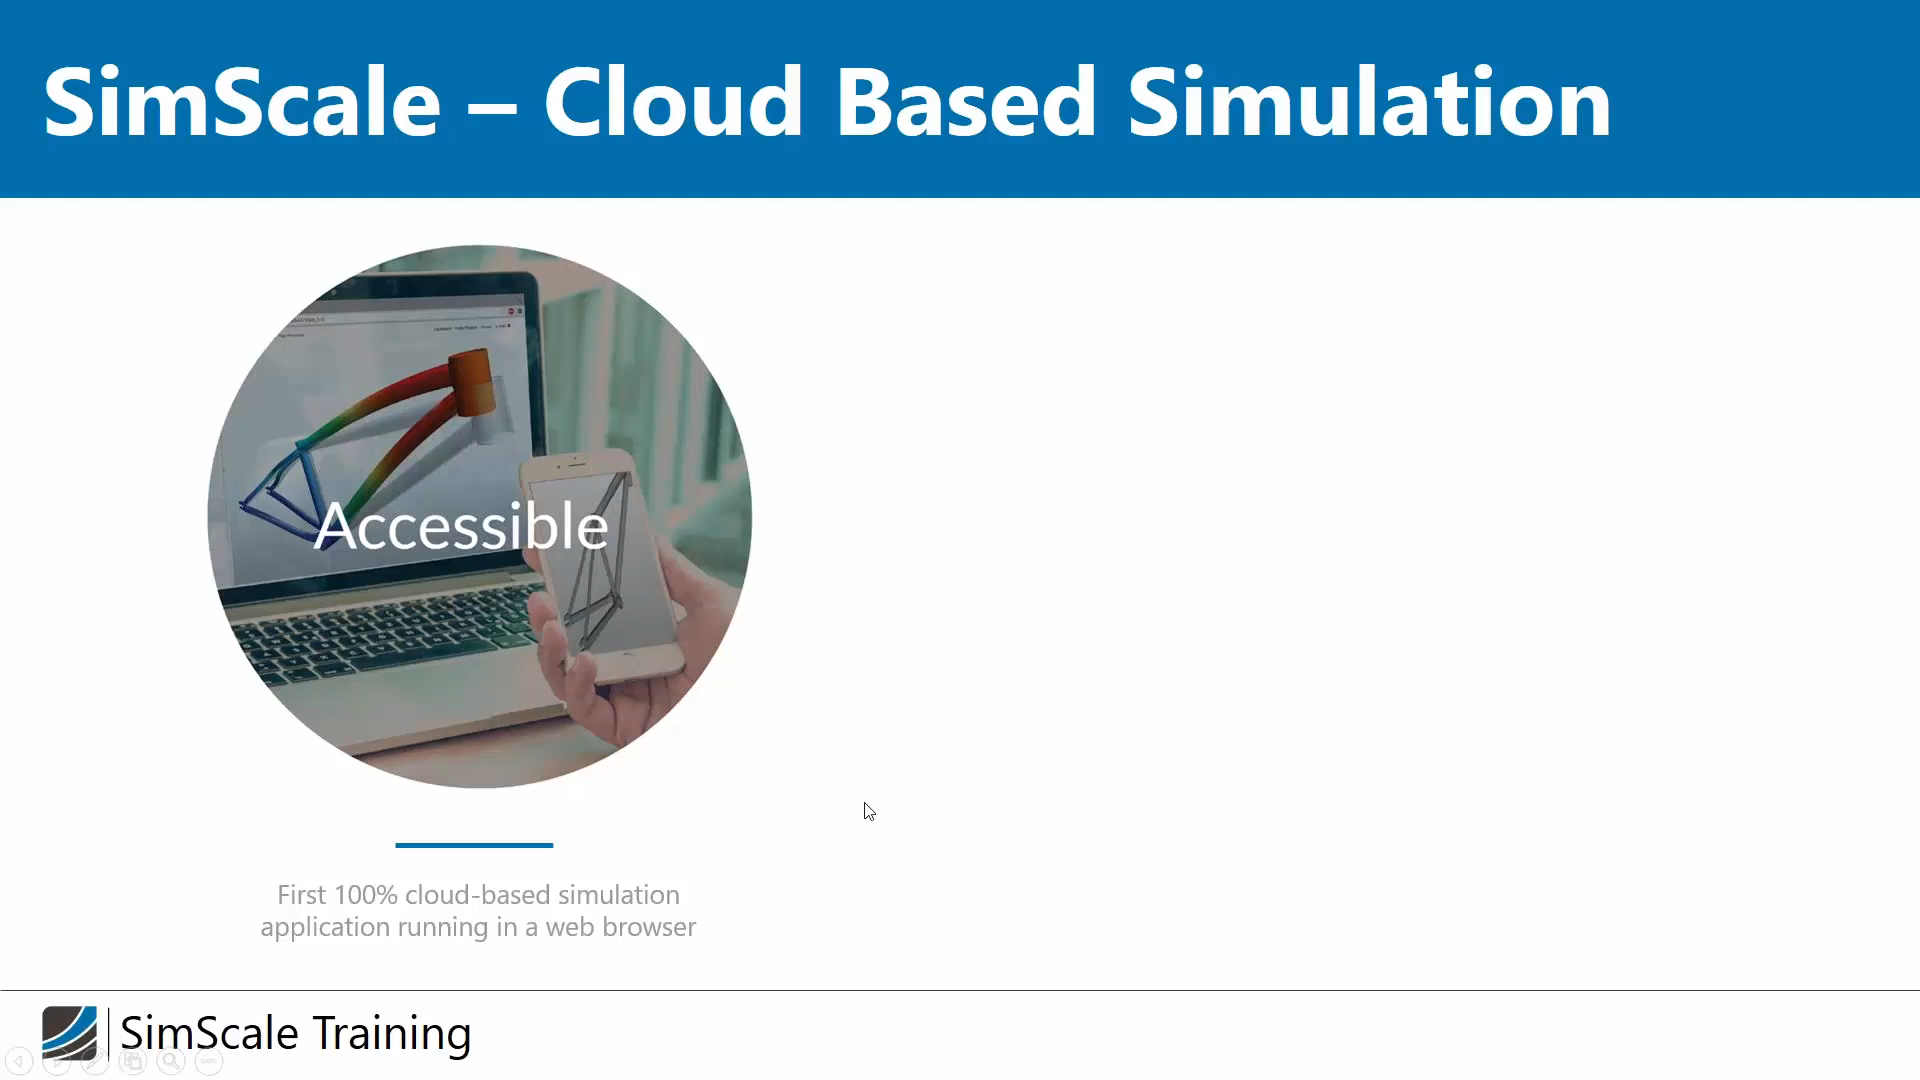 SimScale – Cloud Based Simulation
Accessible
First 100% cloud-based simulation
application running in a web browser
SimScale Training